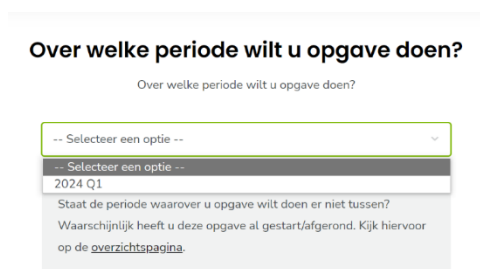 Over welke periode wilt u opgave doen?
Over welke periode wilt u opgave doen?
-- Selecteer een optie --
-- Selecteer een optie --
2024 Q1
Staat de periode waarover u opgave wilt doen er niet tussen?
Waarschijnlijk heeft u deze opgave al gestart/afgerond. Kijk hiervoor
op de overzichtspagina.